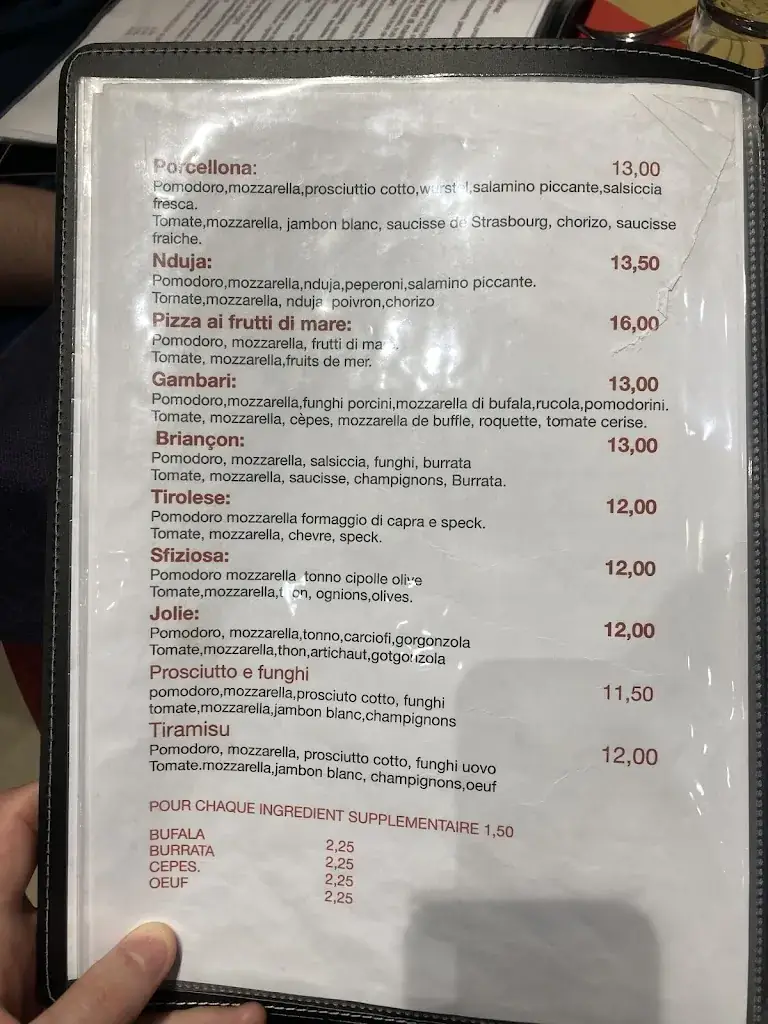 Porcellona: 13,00
Pomodoro,mozzarella,prosciuttio cotto, ,salamino piccante,salsiccia
fresca.
Tomate,mozzarella, jambon blanc, saucisse de Strasbourg, chorizo, saucisse
fraiche.
Nduja: 13,50
Pomodoro,mozzarella,nduja,peperoni,salamino piccante.
Tomate,mozzarella, nduja poivron,chorizo
Pizza ai frutti di mare: 16,00
Pomodoro, mozzarella, frutti di
Tomate, mozzarella,fruits de mer.
Gambari: 13,00
Pomodoro,mozzarella,funghi porcini,mozzarella di bufala,rucola,pomodorini.
Tomate, mozzarella, cèpes, mozzarella de buffle, roquette, tomate cerise.
Briançon: 13,00
Pomodoro, mozzarella, salsiccia, funghi, burrata
Tomate, mozzarella, saucisse, champignons, Burrata.
Tirolese: 12,00
Pomodoro mozzarella formaggio di capra e speck.
Tomate, mozzarella, chevre, speck.
Sfiziosa: 12,00
Pomodoro mozzarella tonno cipolle olive
Tomate,mozzarella, ognions,olives.
Jolie: 12,00
Pomodoro, mozzarella,tonno,carciofi,gorgonzola
Tomate,mozzarella,thon,artichaut,gotgonzola
Prosciutto e funghi 11,50
pomodoro,mozzarella,prosciuto cotto, funghi
tomate,mozzarella,jambon blanc,champignons
Tiramisu 12,00
Pomodoro, mozzarella, prosciutto cotto, funghi uovo
Tomate.mozzarella,jambon blanc, champignons,oeuf
POUR CHAQUE INGREDIENT SUPPLEMENTAIRE 1,50
BUFALA 2,25
BURRATA 2,25
CEPES. 2,25
OEUF 2,25